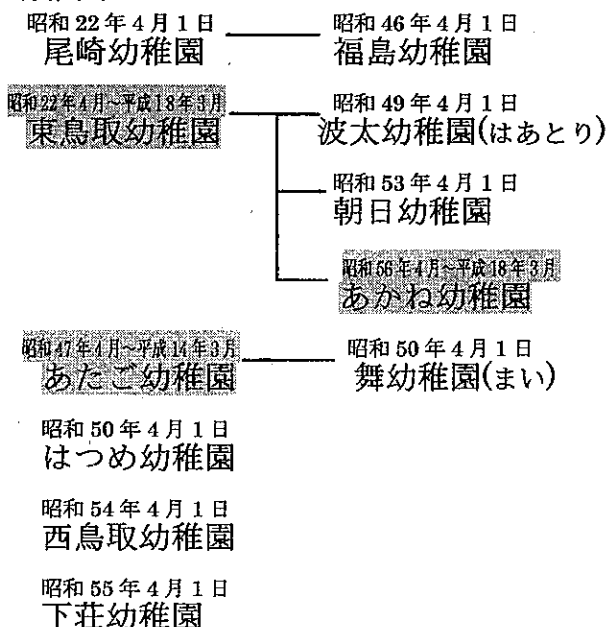 昭和22年4月1日
尾崎幼稚園
昭和46年4月1日
福島幼稚園
昭和22年4月~平成18年3月
東鳥取幼稚園
昭和49年4月1日
波太幼稚園(はあとり)
昭和53年4月1日
朝日幼稚園
昭和56年4月~平成18年3月
あかね幼稚園
昭和47年4月~平成14年3月
あたご幼稚園
昭和50年4月1日
舞幼稚園(まい)
昭和50年4月1日
はつめ幼稚園
昭和54年4月1日
西鳥取幼稚園
昭和55年4月1日
下荘幼稚園